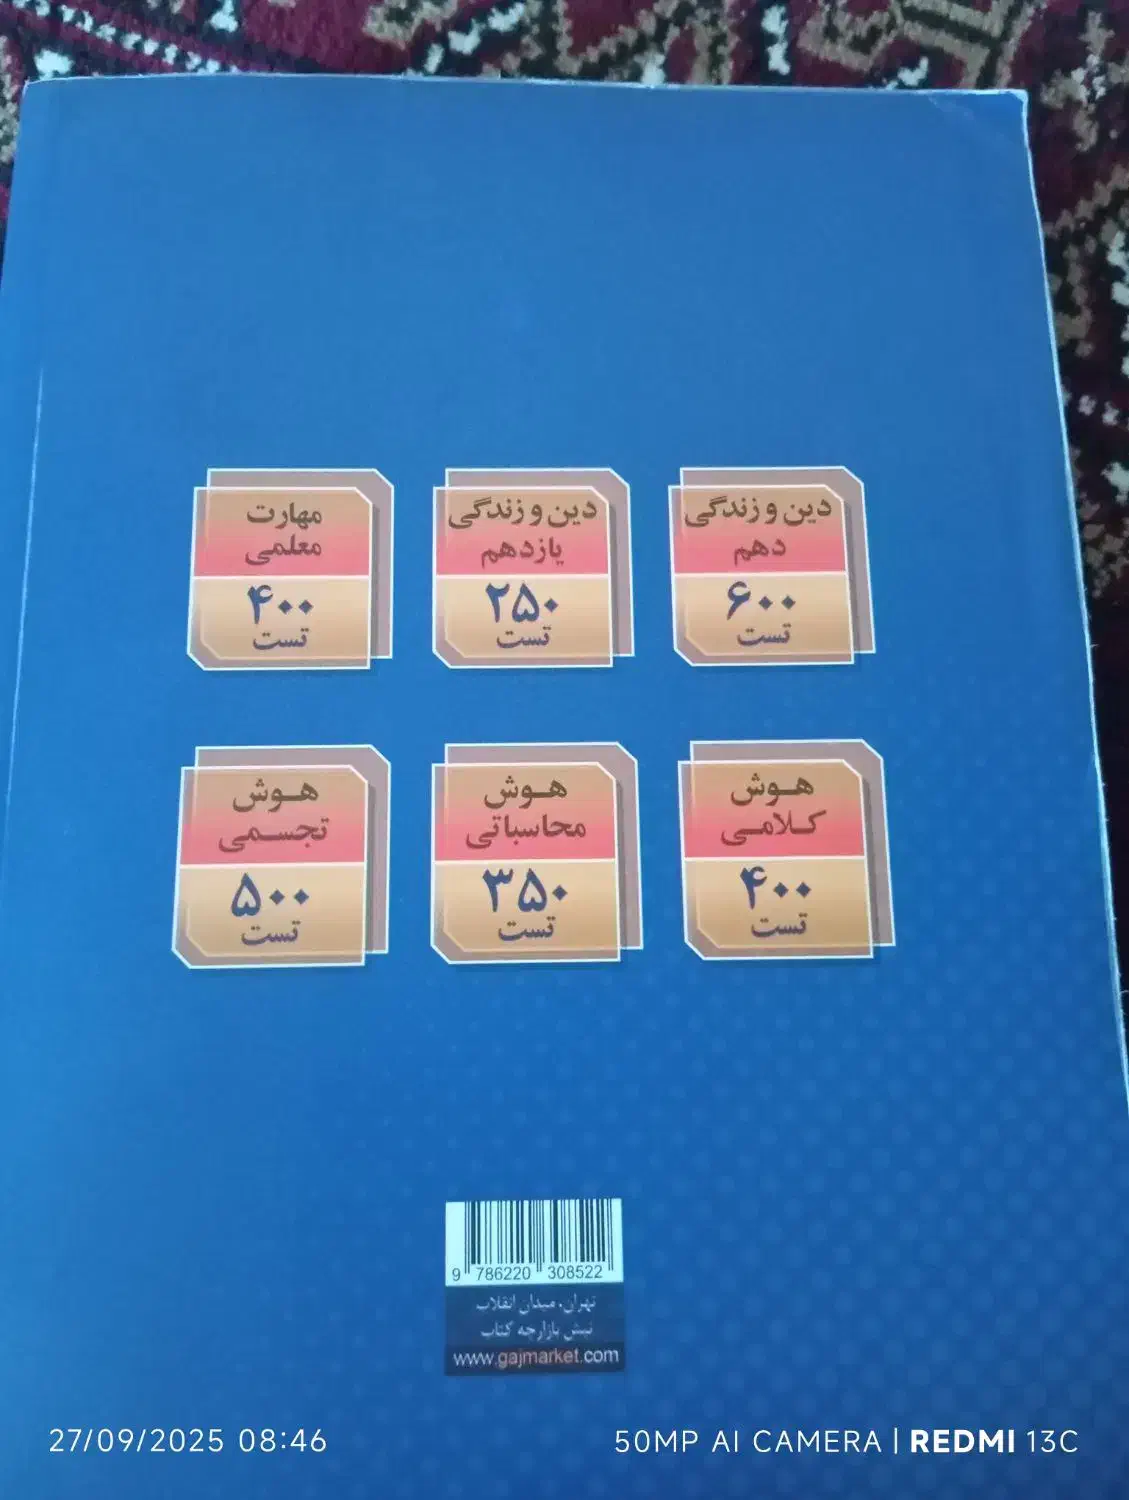 دین و زندگی
دهم
۶۰۰
تست
دین و زندگی
یازدهم
۲۵۰
تست
مهارت
معلمی
۴۰۰
تست
هوش
کلامی
۴۰۰
تست
هوش
محاسباتی
۳۵۰
تست
هوش
تجسمی
۵۰۰
تست
9 786220 308522
تهران، میدان انقلاب
نبش بازارچه کتاب
www.gajmarket.com
27/09/2025 08:46
50MP AI CAMERA | REDMI 13C